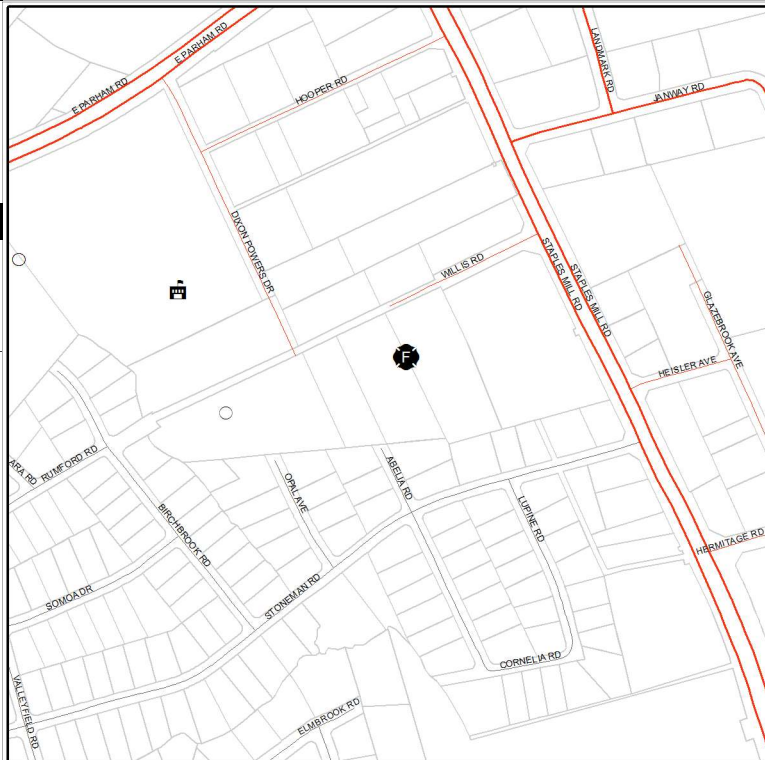 E PARHAM RD
E PARHAM RD
LANDMARK RD
HOOPER RD
JANWAY RD
DIXON POWERS DR
WILLIS RD
STAPLES MILL RD
STAPLES MILL RD
GLAZEBROOK AVE
F
HEISLER AVE
ARA RD
RUMFORD RD
ABELIA RD
OPAL AVE
LUPINE RD
BIRCHBROOK RD
HERMITAGE RD
STONEMAN RD
SOMOA DR
CORNELIA RD
VALLEYFIELD RD
ELMBROOK RD